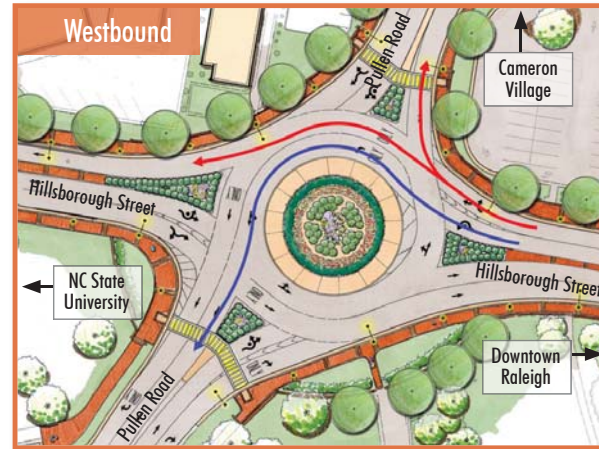 Westbound
Pullen Road
Cameron
Village
Hillsborough Street
NC State
University
Hillsborough Street
Downtown
Raleigh
Pullen Road